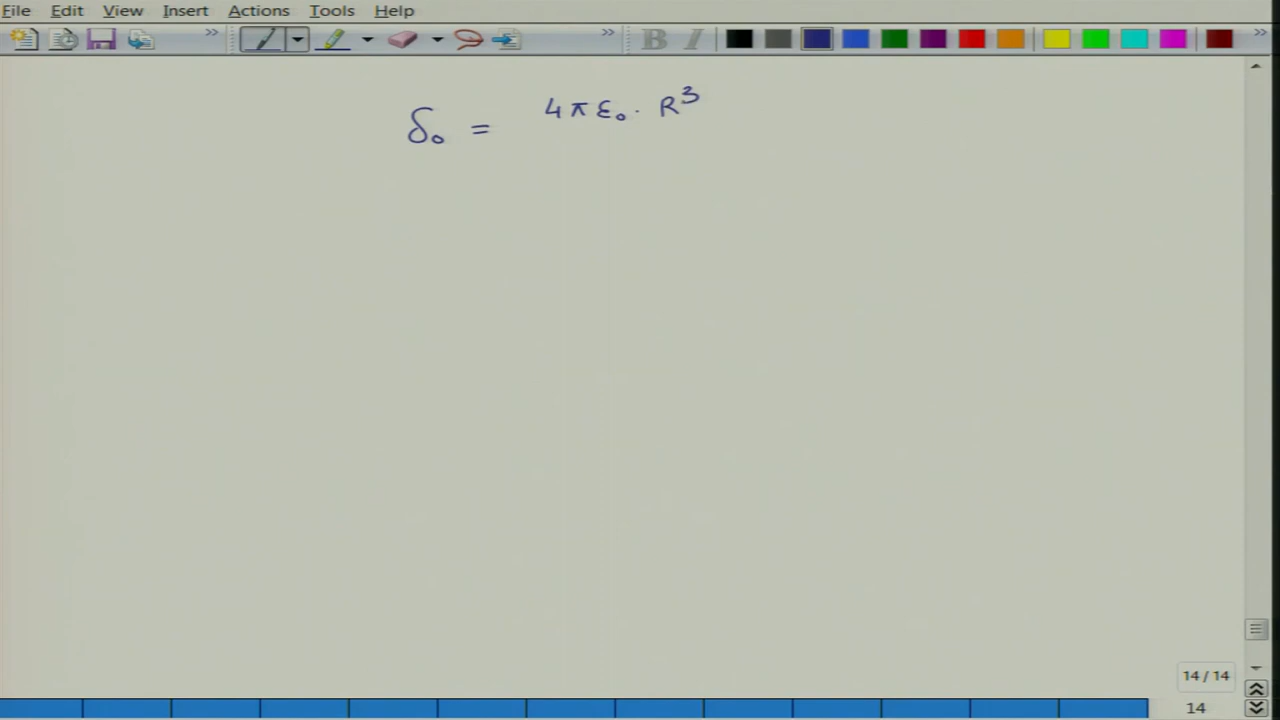 File Edit View Insert Actions Tools Help
B I
δ₀ = 4πε₀ · R³
14 / 14
14